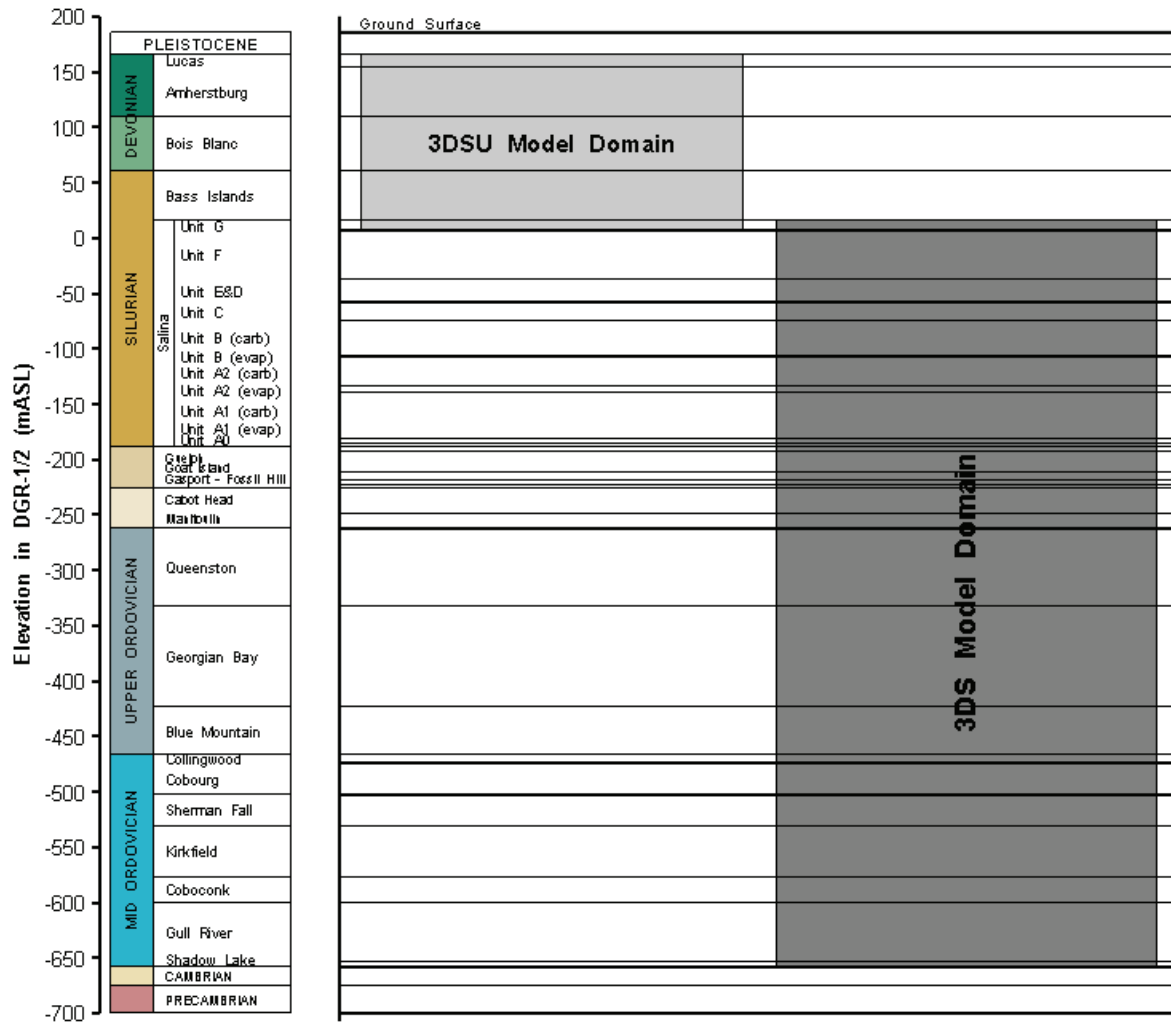 200
150
100
50
0
-50
-100
-150
-200
-250
-300
-350
-400
-450
-500
-550
-600
-650
-700
Elevation in DGR-1/2 (mASL)
PLEISTOCENE
DEVONIAN
Lucas
Amherstburg
Bois Blanc
SILURIAN
Bass Islands
Salina
Unit G
Unit F
Unit E&D
Unit C
Unit B (carb)
Unit B (evap)
Unit A2 (carb)
Unit A2 (evap)
Unit A1 (carb)
Unit A1 (evap)
Unit A0
Guelph
Goat Island
Gasport - Fossil Hill
Cabot Head
Manitoulin
UPPER ORDOVICIAN
Queenston
Georgian Bay
Blue Mountain
MID ORDOVICIAN
Collingwood
Cobourg
Sherman Fall
Kirkfield
Coboconk
Gull River
Shadow Lake
CAMBRIAN
PRECAMBRIAN
Ground Surface
3DSU Model Domain
3DS Model Domain